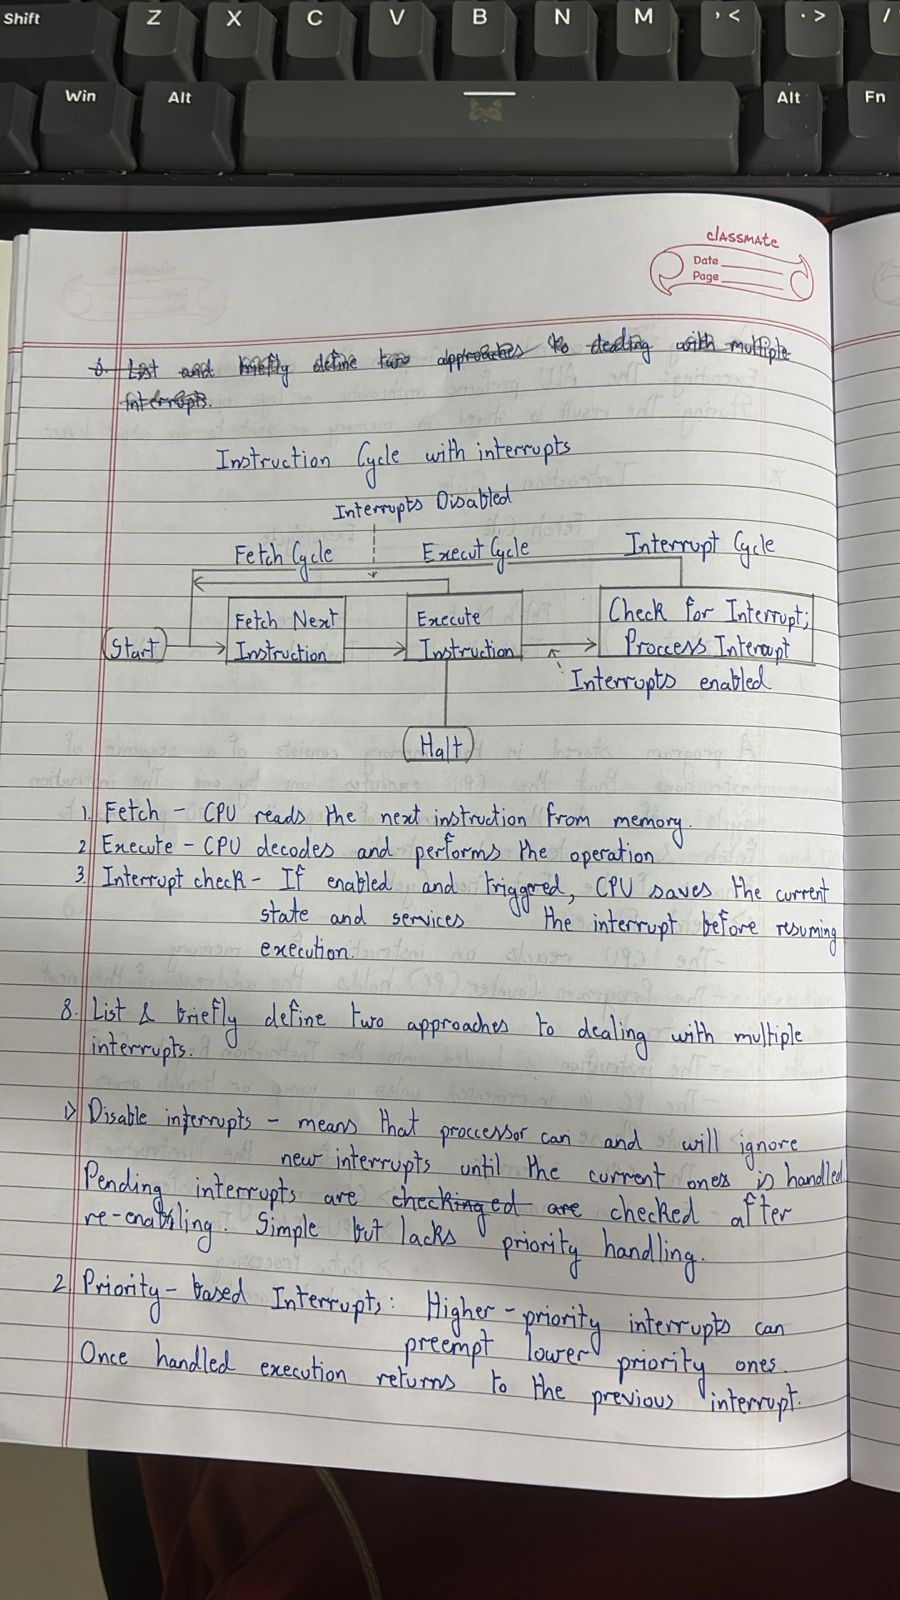 Shift Z X C V B N M , < . > /
Win Alt Alt Fn
classmate
Date
Page
8. List and briefly define two approaches to dealing with multiple
interrupts.
Instruction Cycle with interrupts
Interrupts Disabled
Fetch Cycle Execut Cycle Interrupt Cycle
Start
Fetch Next
Instruction
Execute
Instruction
Check for Interrupt;
Proccess Interrupt
Interrupts enabled
Halt
1. Fetch - CPU reads the next instruction from memory.
2 Execute - CPU decodes and performs the operation
3. Interrupt check - If enabled and triggered, CPU saves the current
state and services the interrupt before resuming
execution.
8. List & briefly define two approaches to dealing with multiple
interrupts.
1) Disable interrupts - means that proccessor can and will ignore
new interrupts until the current ones is handled.
Pending interrupts are checkinged are checked after
re-enabling. Simple but lacks priority handling.
2 Priority-based Interrupts: Higher-priority interrupts can
preempt lower priority ones.
Once handled execution returns to the previous interrupt.